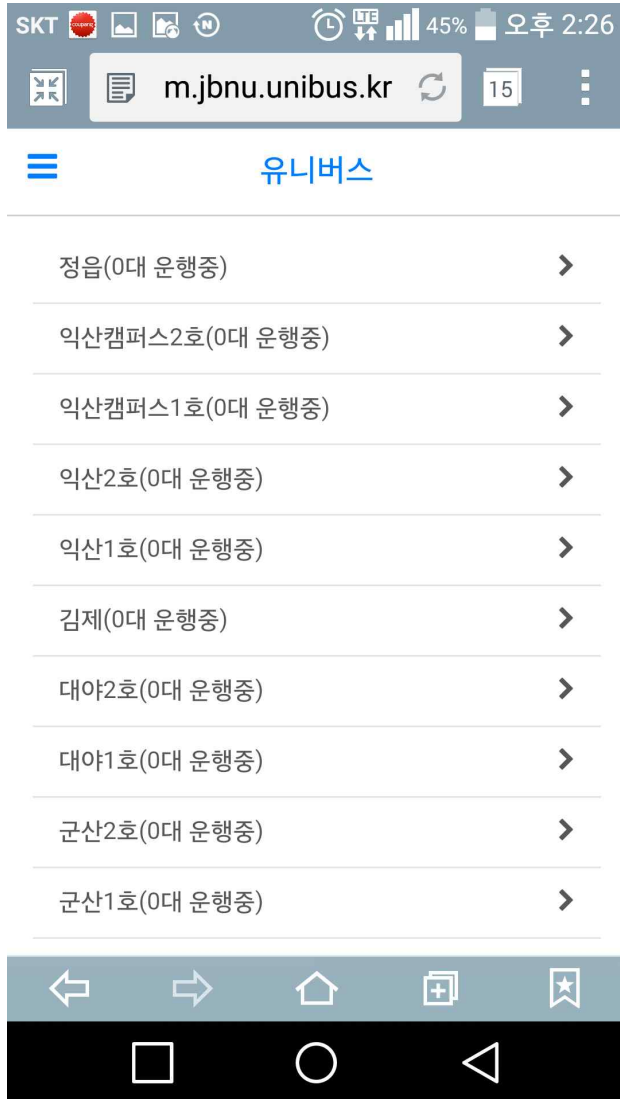 SKT coupang N LTE 45% 오후 2:26
m.jbnu.unibus.kr 15
유니버스
정읍(0대 운행중)
익산캠퍼스2호(0대 운행중)
익산캠퍼스1호(0대 운행중)
익산2호(0대 운행중)
익산1호(0대 운행중)
김제(0대 운행중)
대야2호(0대 운행중)
대야1호(0대 운행중)
군산2호(0대 운행중)
군산1호(0대 운행중)